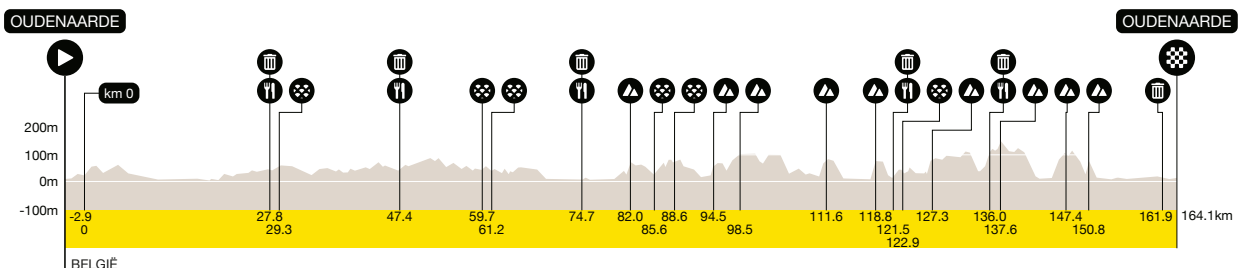 OUDENAARDE
OUDENAARDE
km 0
200m
100m
0m
-100m
-2.9 27.8 47.4 59.7 74.7 82.0 88.6 94.5 111.6 118.8 127.3 136.0 147.4 161.9 164.1km
0 29.3 61.2 85.6 98.5 121.5 137.6 150.8
122.9
BELGIË